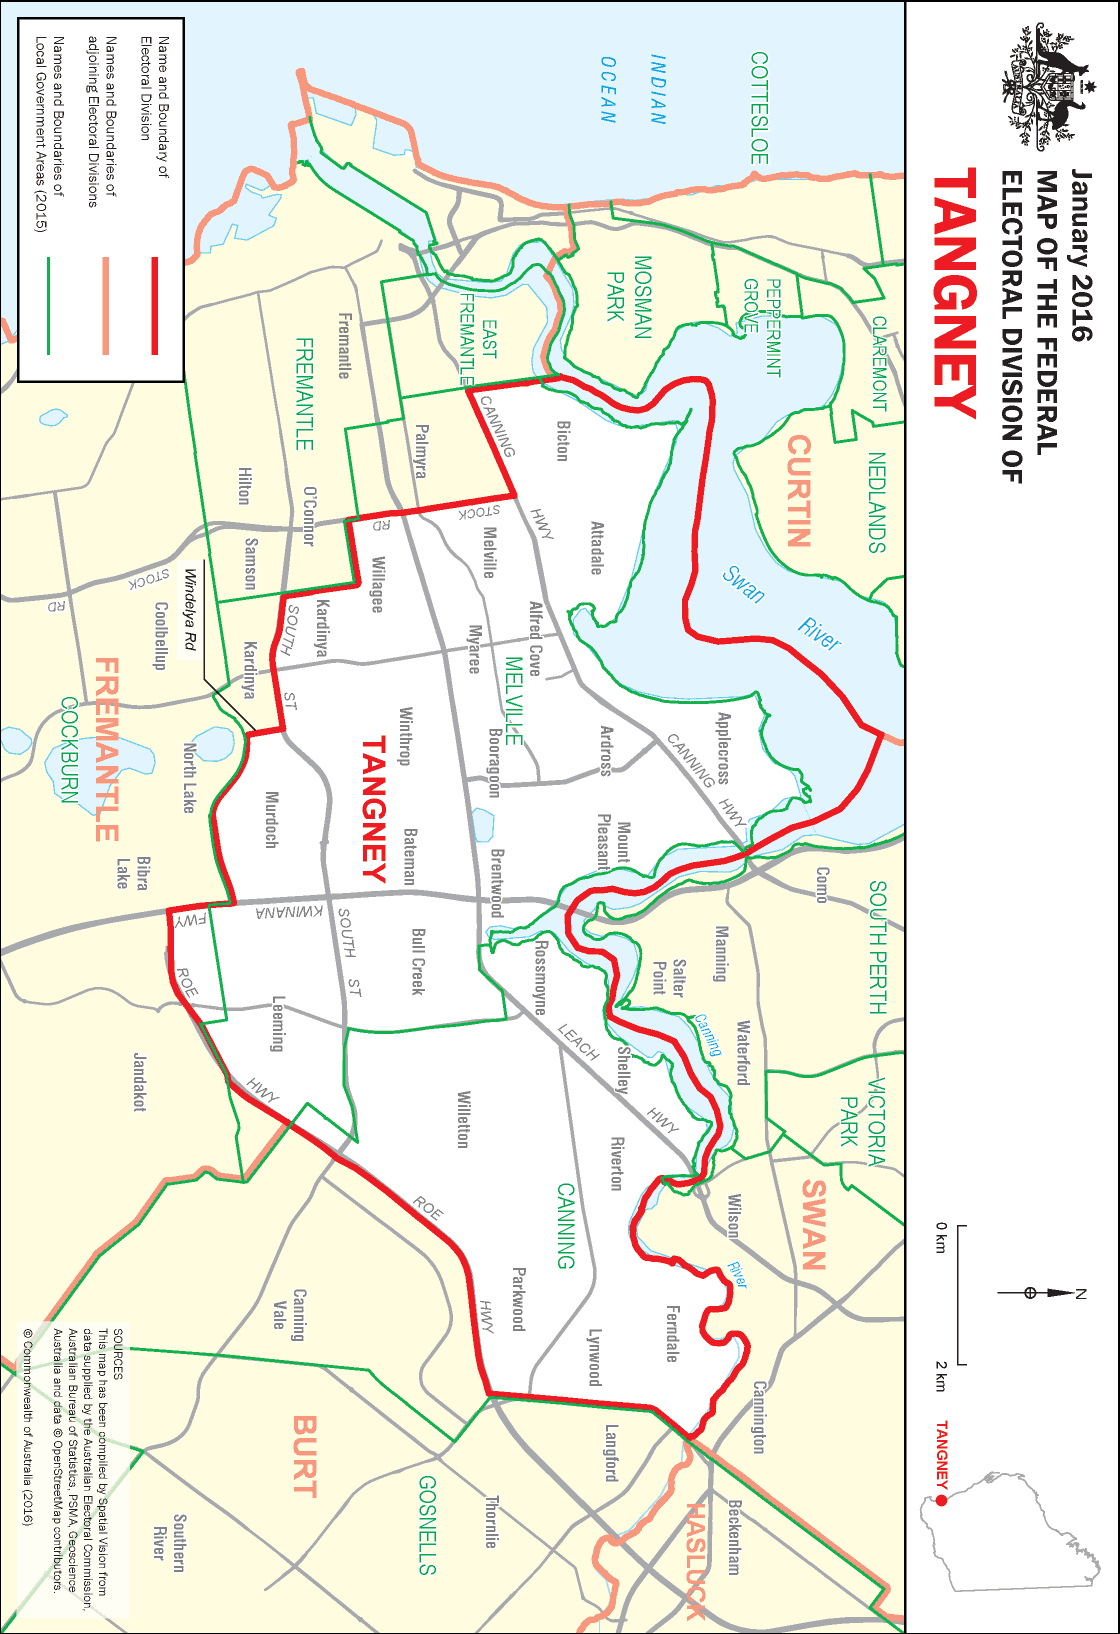 January 2016
MAP OF THE FEDERAL
ELECTORAL DIVISION OF
TANGNEY
0 km
2 km
N
TANGNEY
COTTESLOE
INDIAN
OCEAN
MOSMAN
PARK
PEPPERMINT
GROVE
CLAREMONT
NEDLANDS
CURTIN
Swan
River
SOUTH PERTH
VICTORIA
PARK
SWAN
Como
Manning
Salter
Point
Waterford
Canning
River
Wilson
Cannington
Beckenham
HASLUCK
EAST
FREMANTLE
Fremantle
FREMANTLE
Palmyra
Bicton
CANNING
HWY
Attadale
STOCK
RD
Melville
Alfred Cove
Myaree
MELVILLE
Booragoon
Ardross
Applecross
CANNING
HWY
Mount
Pleasant
Brentwood
Rossmoyne
LEACH
HWY
Shelley
Riverton
Ferndale
Lynwood
Parkwood
CANNING
Willetton
Langford
Thornlie
GOSNELLS
Hilton
O'Connor
Samson
Willagee
Kardinya
Kardinya
SOUTH
ST
Winthrop
TANGNEY
Bateman
Murdoch
KWINANA
FWY
SOUTH
ST
Bull Creek
Leeming
ROE
HWY
ROE
HWY
STOCK
RD
Coolbellup
Windelya Rd
FREMANTLE
COCKBURN
North Lake
Bibra
Lake
Jandakot
Canning
Vale
BURT
Southern
River
Name and Boundary of
Electoral Division
Names and Boundaries of
adjoining Electoral Divisions
Names and Boundaries of
Local Government Areas (2015)
SOURCES
This map has been compiled by Spatial Vision from
data supplied by the Australian Electoral Commission,
Australian Bureau of Statistics, PSMA, Geoscience
Australia and data © OpenStreetMap contributors.
© Commonwealth of Australia (2016)